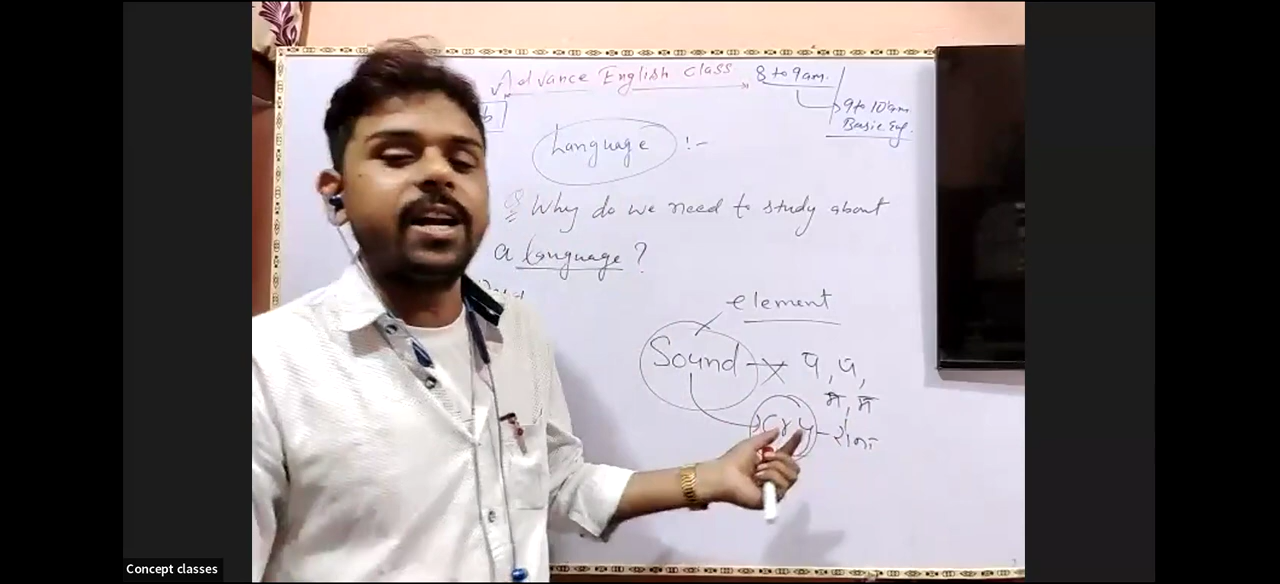 Advance English Class
8 to 9am.
9 to 10am
Basic Eng.
Language :-
Q Why do we need to study about
a language?
element
Sound
प, प,
म, म
Cry - रोना
Concept classes